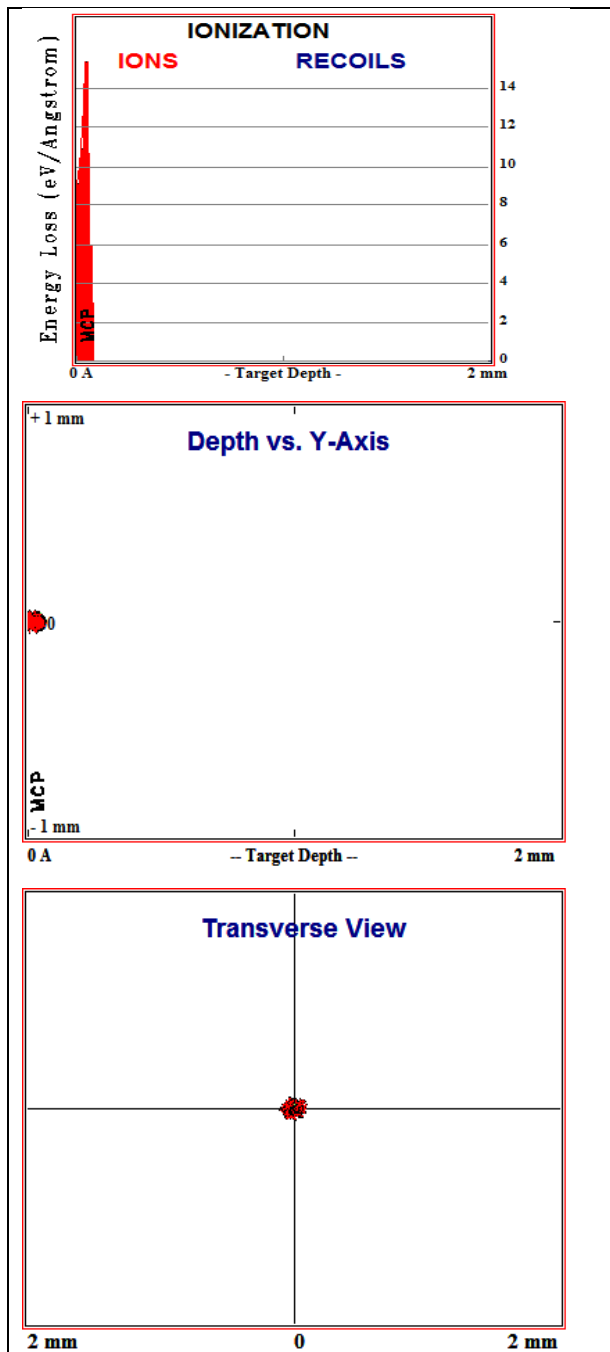 IONIZATION
IONS RECOILS
Energy Loss (eV/Angstrom)
14
12
10
8
6
4
2
0
MCP
0 A - Target Depth - 2 mm
+ 1 mm
Depth vs. Y-Axis
0
MCP
- 1 mm
0 A -- Target Depth -- 2 mm
Transverse View
2 mm 0 2 mm